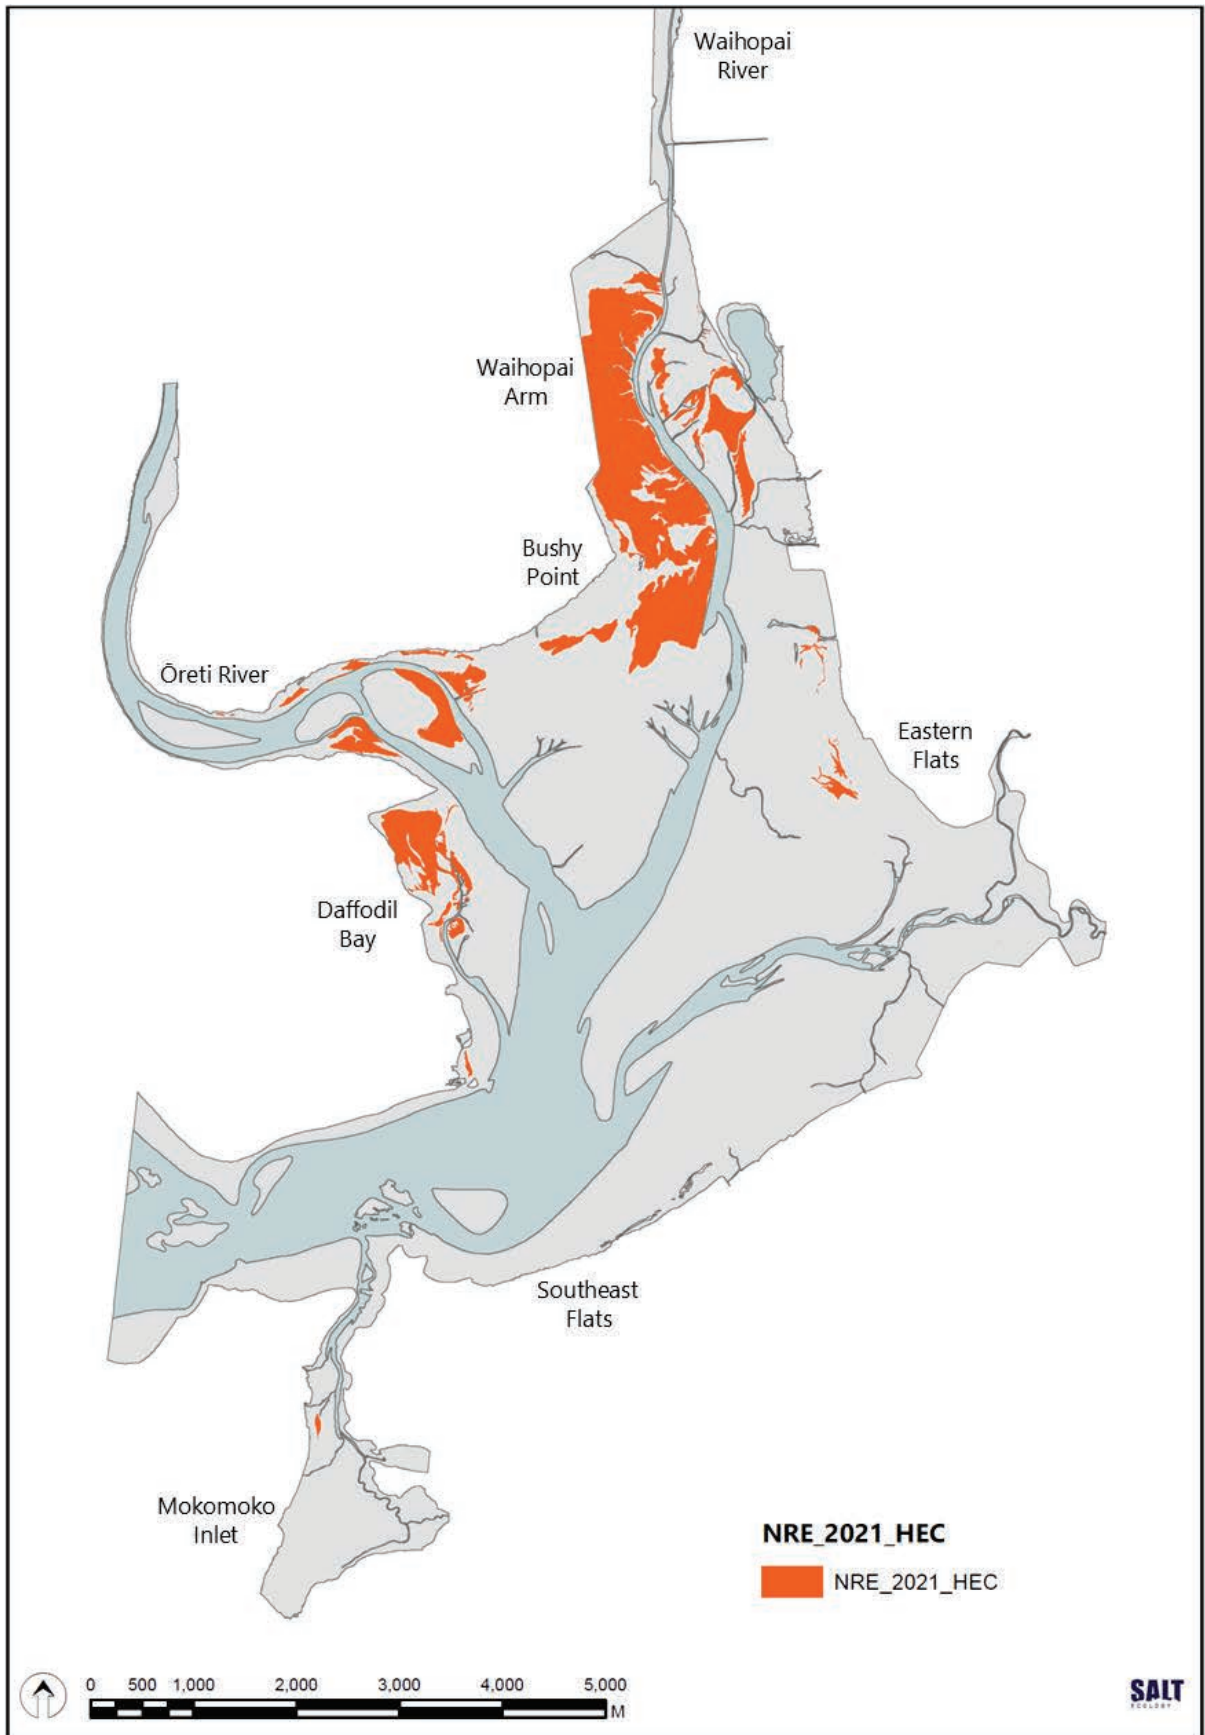 Waihopai
River
Waihopai
Arm
Bushy
Point
Ōreti River
Eastern
Flats
Daffodil
Bay
Southeast
Flats
Mokomoko
Inlet
NRE_2021_HEC
NRE_2021_HEC
0 500 1,000 2,000 3,000 4,000 5,000
M
SALT
ECOLOGY